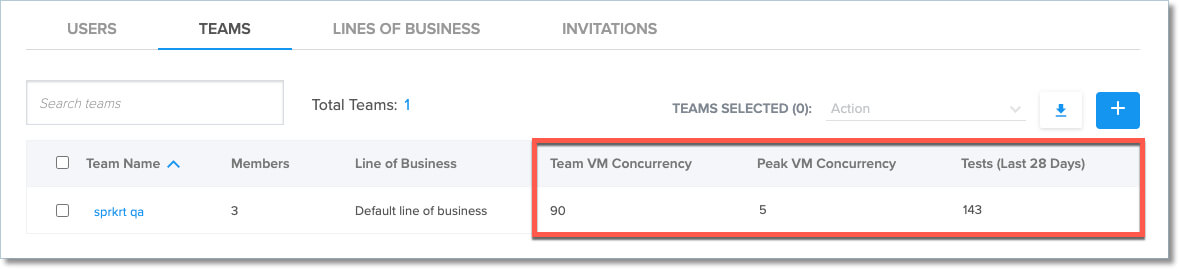 USERS TEAMS LINES OF BUSINESS INVITATIONS
Search teams Total Teams: 1 TEAMS SELECTED (0): Action +
Team Name Members Line of Business Team VM Concurrency Peak VM Concurrency Tests (Last 28 Days)
sprkrt qa 3 Default line of business 90 5 143